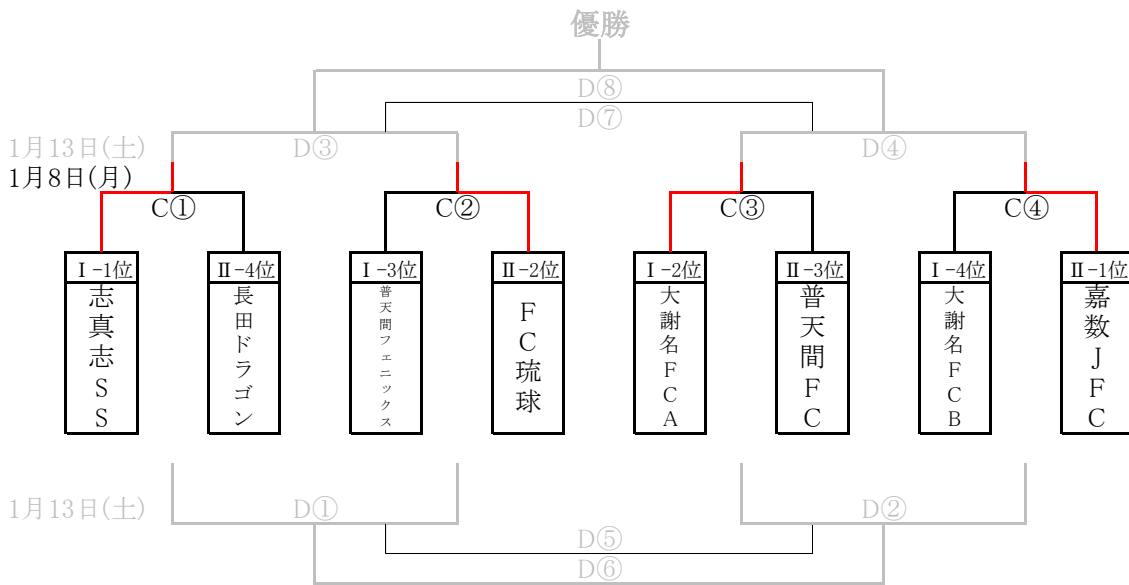 優勝
D⑧
D⑦
1月13日(土)
D③
D④
1月8日(月)
C①
C②
C③
C④
Ⅰ-1位
Ⅱ-4位
Ⅰ-3位
Ⅱ-2位
Ⅰ-2位
Ⅱ-3位
Ⅰ-4位
Ⅱ-1位
志真志SS
長田ドラゴン
普天間フェニックス
FC琉球
大謝名FCA
普天間FC
大謝名FCB
嘉数JFC
1月13日(土)
D①
D②
D⑤
D⑥